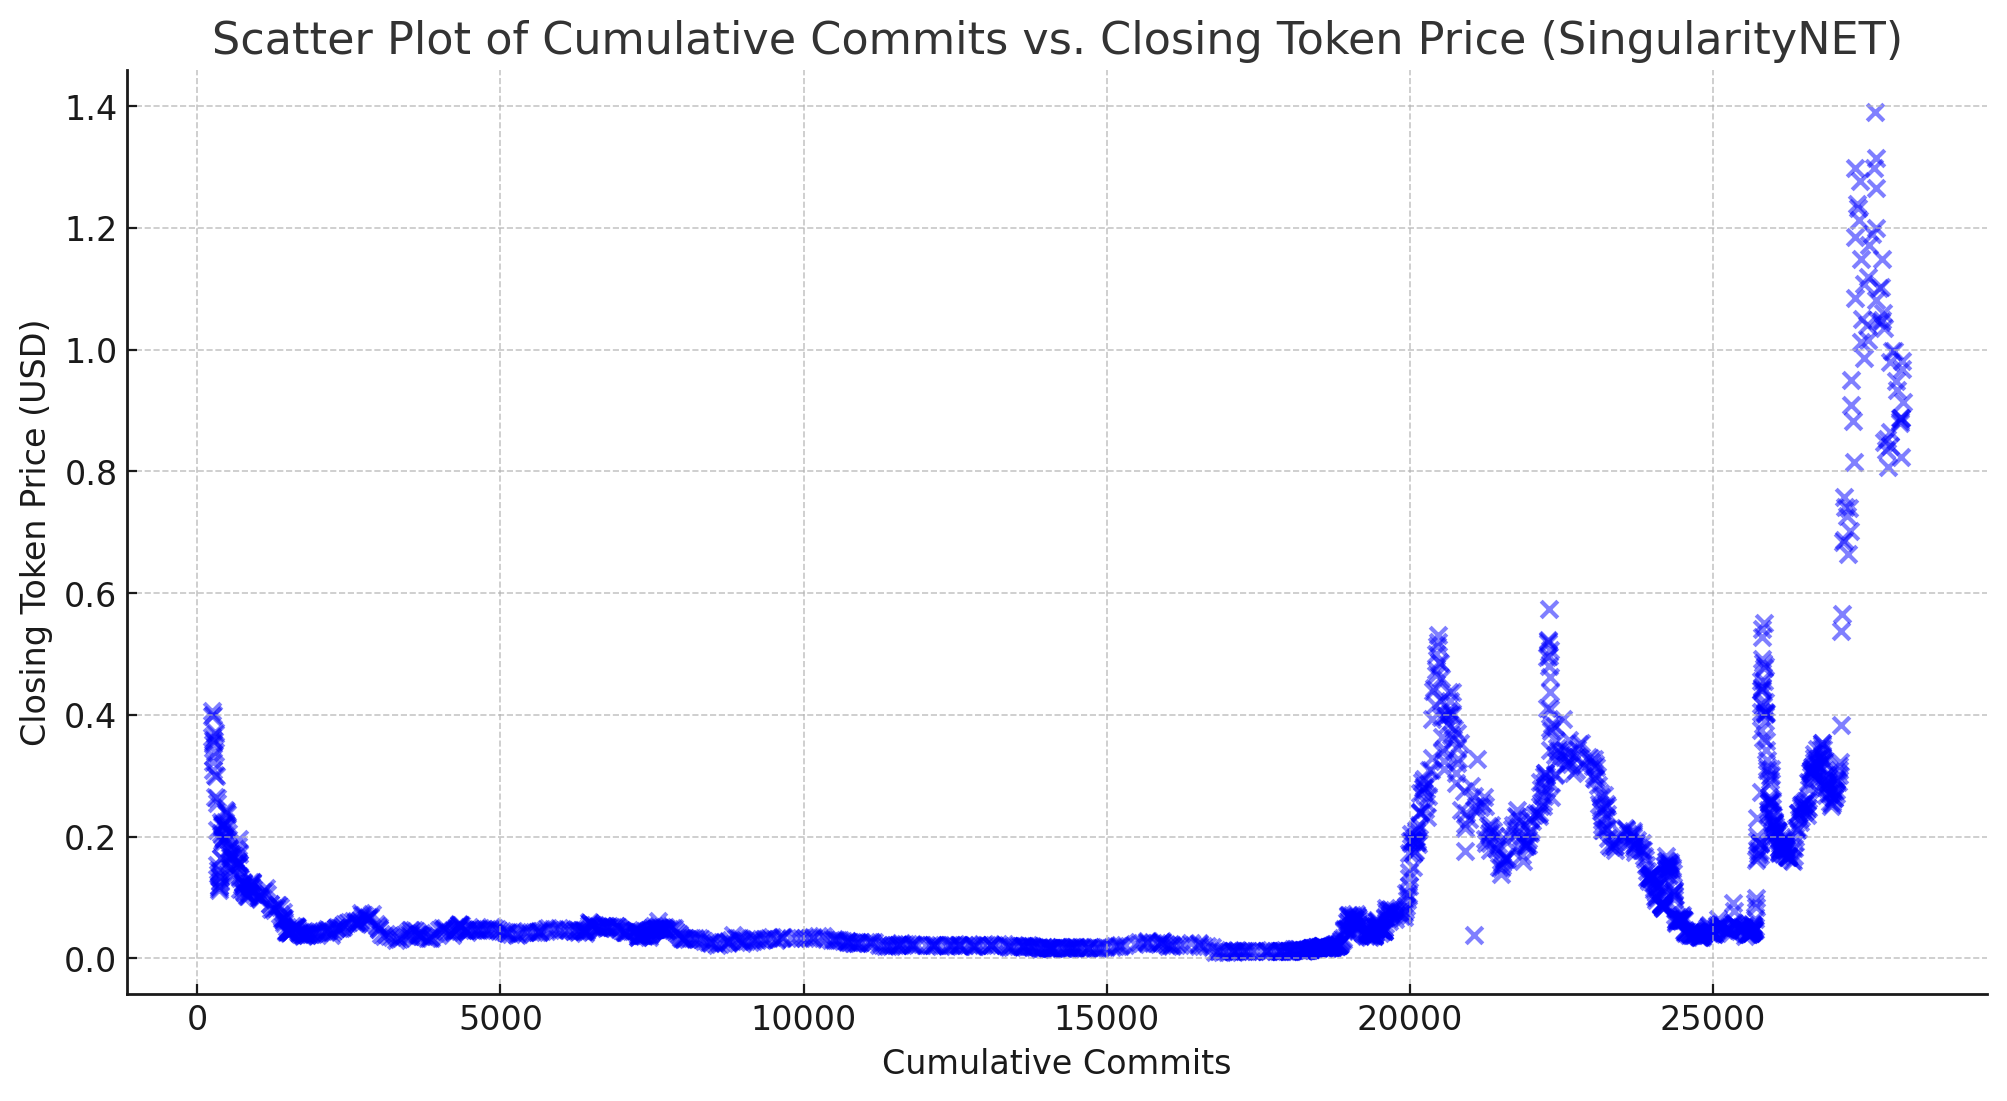 Scatter Plot of Cumulative Commits vs. Closing Token Price (SingularityNET)
Closing Token Price (USD)
1.4
1.2
1.0
0.8
0.6
0.4
0.2
0.0
0 5000 10000 15000 20000 25000
Cumulative Commits